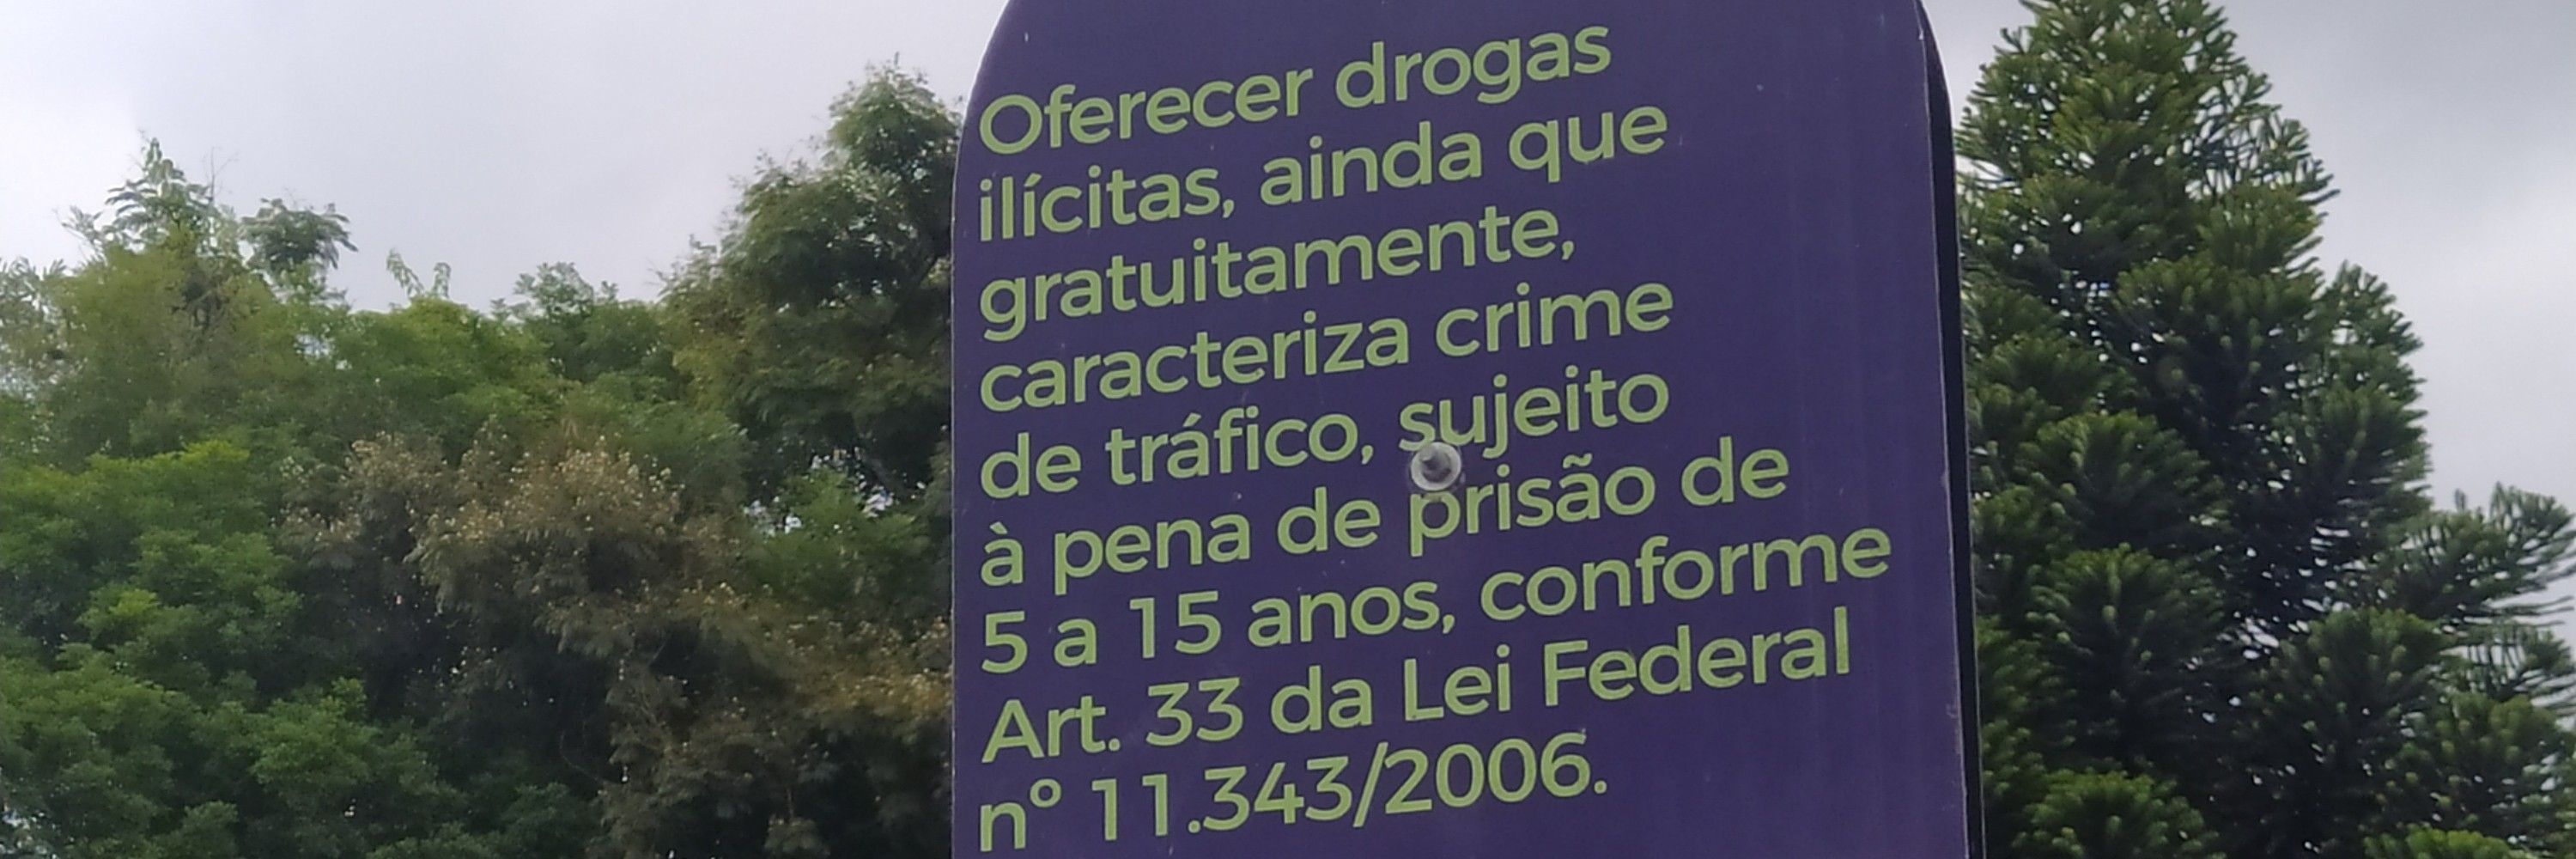 Oferecer drogas
ilícitas, ainda que
gratuitamente,
caracteriza crime
de tráfico, sujeito
à pena de prisão de
5 a 15 anos, conforme
Art. 33 da Lei Federal
nº 11.343/2006.